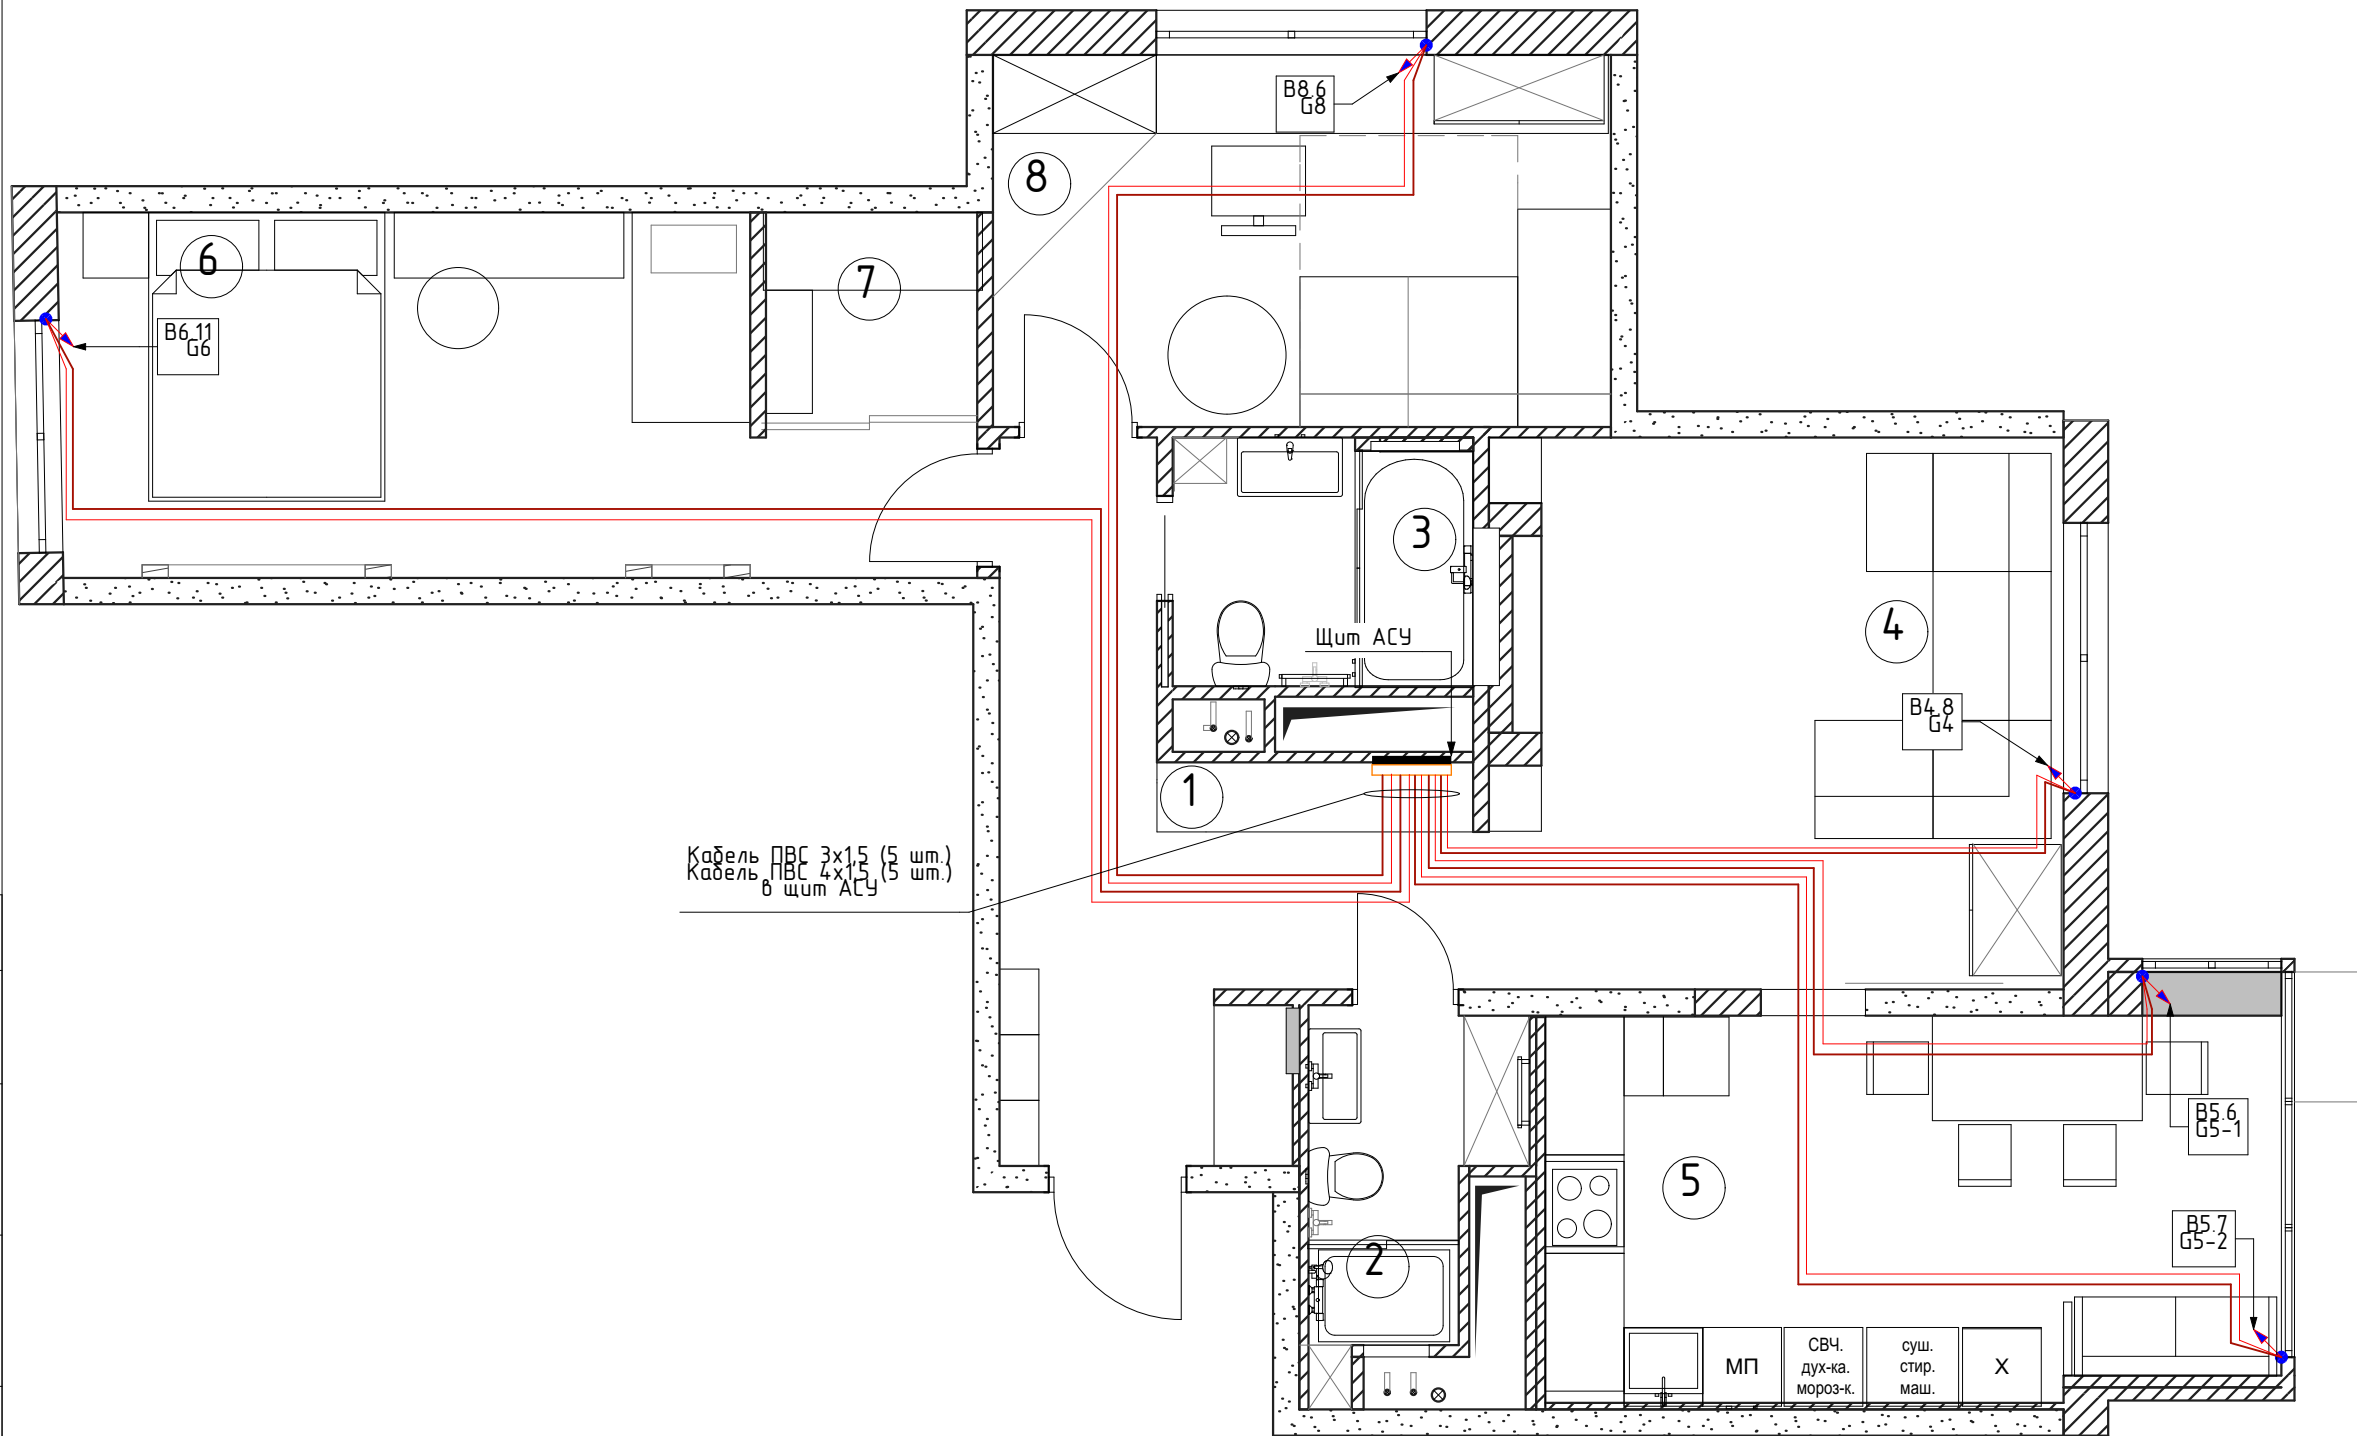 B8.6
G8
8
6
7
B6.11
G6
3
4
Щит АСУ
B4.8
G4
1
Кабель ПВС 3х1,5 (5 шт.)
Кабель ПВС 4х1,5 (5 шт.)
в щит АСУ
B5.6
G5-1
5
B5.7
G5-2
2
МП
СВЧ.
дух-ка.
мороз-к.
суш.
стир.
маш.
Х